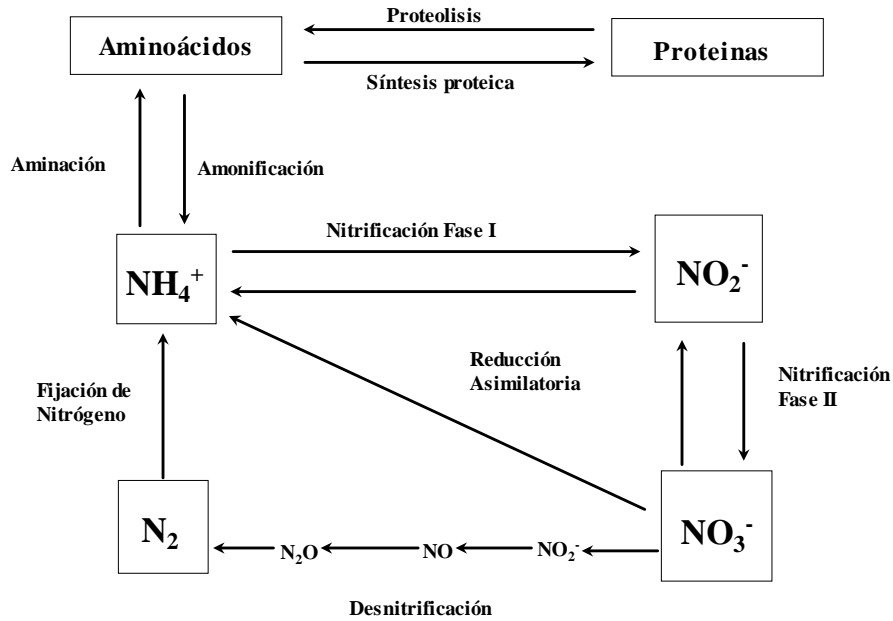 Proteolisis
Aminoácidos
Proteinas
Síntesis proteica
Aminación
Amonificación
Nitrificación Fase I
NH₄⁺
NO₂⁻
Reducción
Asimilatoria
Fijación de
Nitrógeno
Nitrificación
Fase II
N₂
N₂O
NO
NO₂⁻
NO₃⁻
Desnitrificación